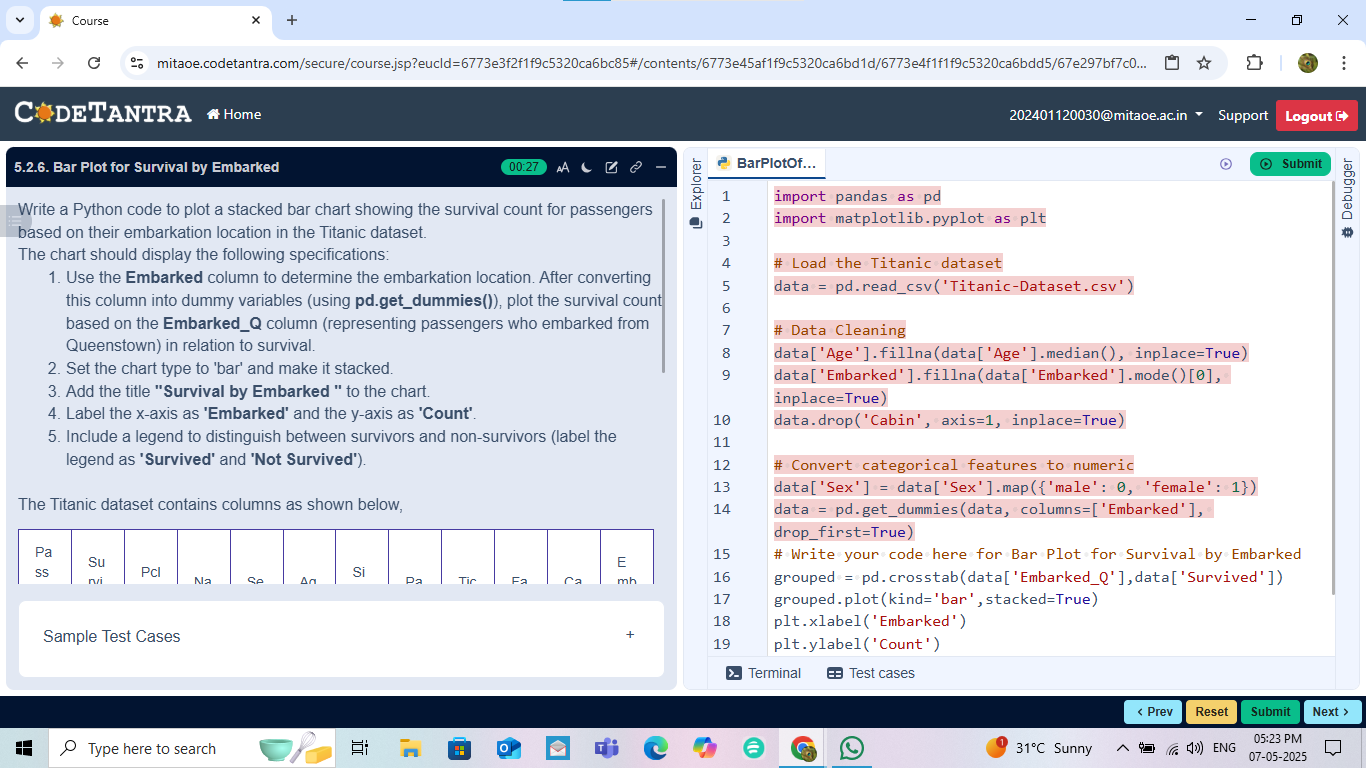 Course
mitaoe.codetantra.com/secure/course.jsp?eucId=6773e3f2f1f9c5320ca6bc85#/contents/6773e45af1f9c5320ca6bd1d/6773e4f1f1f9c5320ca6bdd5/67e297bf7c0...
CODETANTRA Home 202401120030@mitaoe.ac.in Support Logout
5.2.6. Bar Plot for Survival by Embarked 00:27 AA
Write a Python code to plot a stacked bar chart showing the survival count for passengers
based on their embarkation location in the Titanic dataset.
The chart should display the following specifications:
1. Use the Embarked column to determine the embarkation location. After converting
this column into dummy variables (using pd.get_dummies()), plot the survival count
based on the Embarked_Q column (representing passengers who embarked from
Queenstown) in relation to survival.
2. Set the chart type to 'bar' and make it stacked.
3. Add the title "Survival by Embarked " to the chart.
4. Label the x-axis as 'Embarked' and the y-axis as 'Count'.
5. Include a legend to distinguish between survivors and non-survivors (label the
legend as 'Survived' and 'Not Survived').
The Titanic dataset contains columns as shown below,
Pa
ss Su
rvi Pcl Na Se Ag Si Pa Tic Fa Ca E
mb
Sample Test Cases +
Explorer
BarPlotOf...
Submit
Debugger
1 import pandas as pd
2 import matplotlib.pyplot as plt
3
4 # Load the Titanic dataset
5 data = pd.read_csv('Titanic-Dataset.csv')
6
7 # Data Cleaning
8 data['Age'].fillna(data['Age'].median(), inplace=True)
9 data['Embarked'].fillna(data['Embarked'].mode()[0],
inplace=True)
10 data.drop('Cabin', axis=1, inplace=True)
11
12 # Convert categorical features to numeric
13 data['Sex'] = data['Sex'].map({'male': 0, 'female': 1})
14 data = pd.get_dummies(data, columns=['Embarked'],
drop_first=True)
15 # Write your code here for Bar Plot for Survival by Embarked
16 grouped = pd.crosstab(data['Embarked_Q'],data['Survived'])
17 grouped.plot(kind='bar',stacked=True)
18 plt.xlabel('Embarked')
19 plt.ylabel('Count')
Terminal Test cases
< Prev Reset Submit Next >
Type here to search
1 31°C Sunny ENG 05:23 PM
07-05-2025